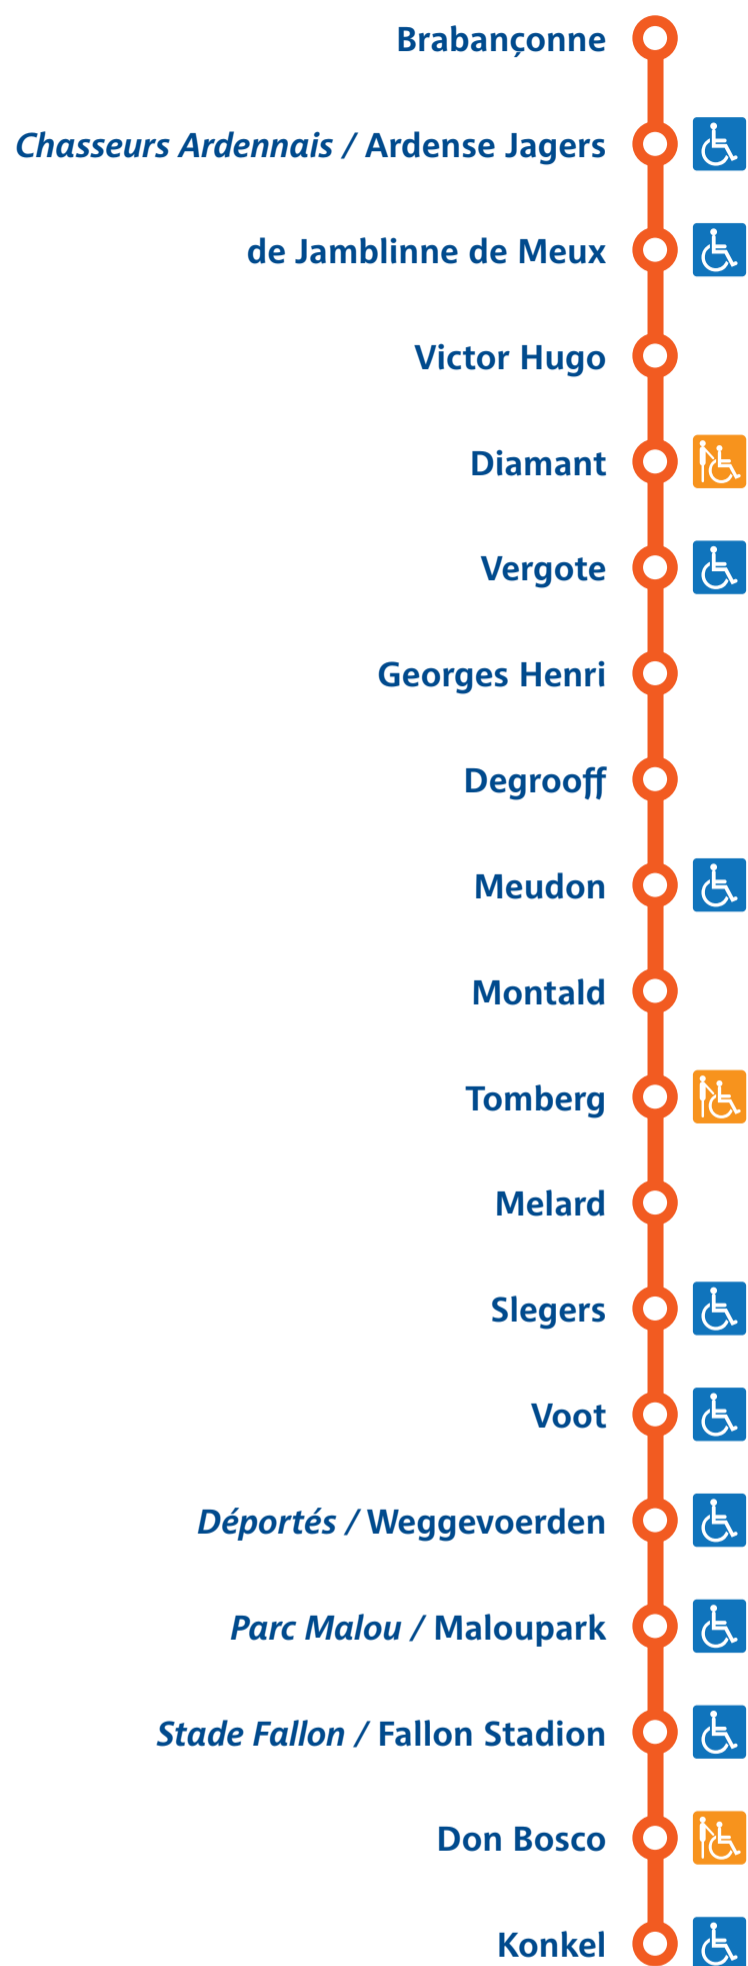 Brabançonne
Chasseurs Ardennais / Ardense Jagers
de Jamblinne de Meux
Victor Hugo
Diamant
Vergote
Georges Henri
Degrooff
Meudon
Montald
Tomberg
Melard
Slegers
Voot
Déportés / Weggevoerden
Parc Malou / Maloupark
Stade Fallon / Fallon Stadion
Don Bosco
Konkel